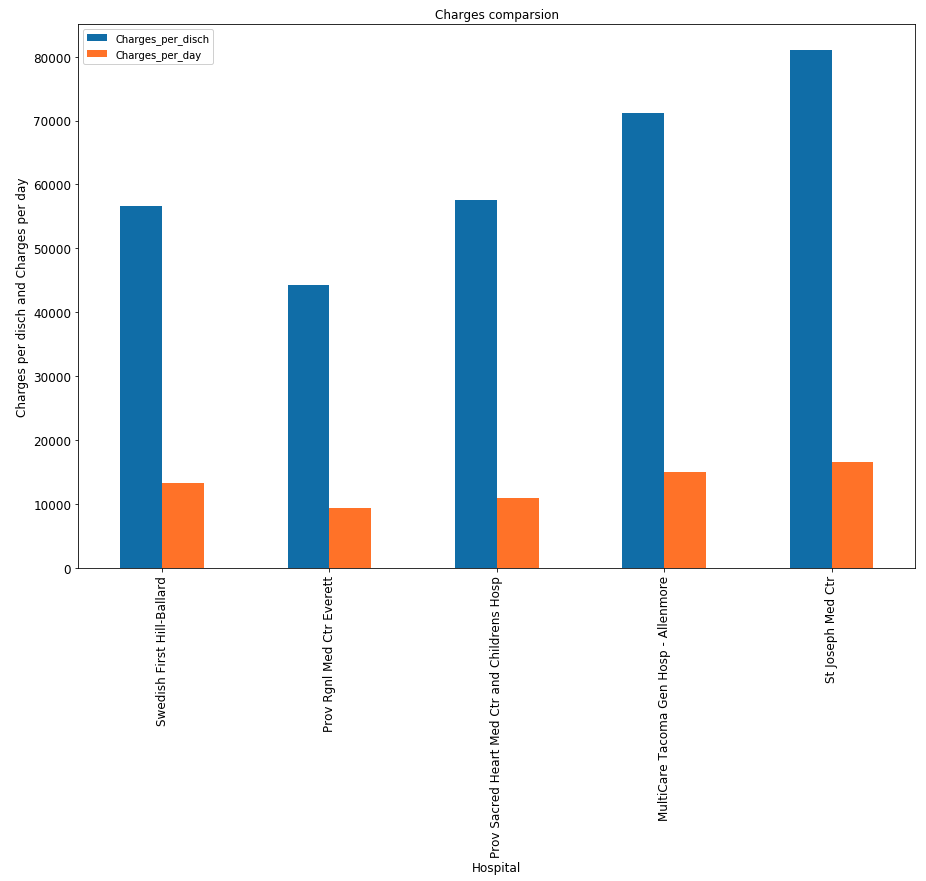 Charges comparsion
Charges_per_disch
Charges_per_day
Charges per disch and Charges per day
80000
70000
60000
50000
40000
30000
20000
10000
0
Swedish First Hill-Ballard
Prov Rgnl Med Ctr Everett
Prov Sacred Heart Med Ctr and Childrens Hosp
MultiCare Tacoma Gen Hosp - Allenmore
St Joseph Med Ctr
Hospital